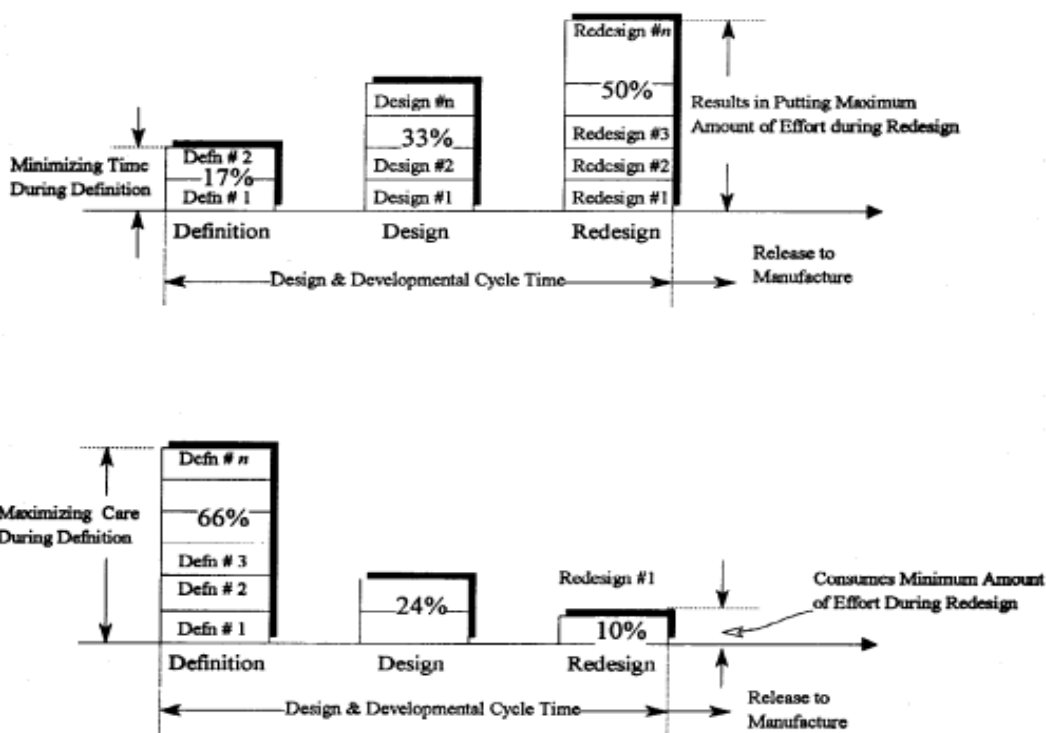 Redesign #n
Design #n
50%
Results in Putting Maximum
Amount of Effort during Redesign
33%
Redesign #3
Minimizing Time
During Definition
Defn # 2
17%
Defn # 1
Design #2
Design #1
Redesign #2
Redesign #1
Definition
Design
Redesign
Design & Developmental Cycle Time
Release to
Manufacture
Defn # n
Maximizing Care
During Defnition
66%
Defn # 3
Defn # 2
Defn # 1
24%
Redesign #1
10%
Consumes Minimum Amount
of Effort During Redesign
Definition
Design
Redesign
Design & Developmental Cycle Time
Release to
Manufacture